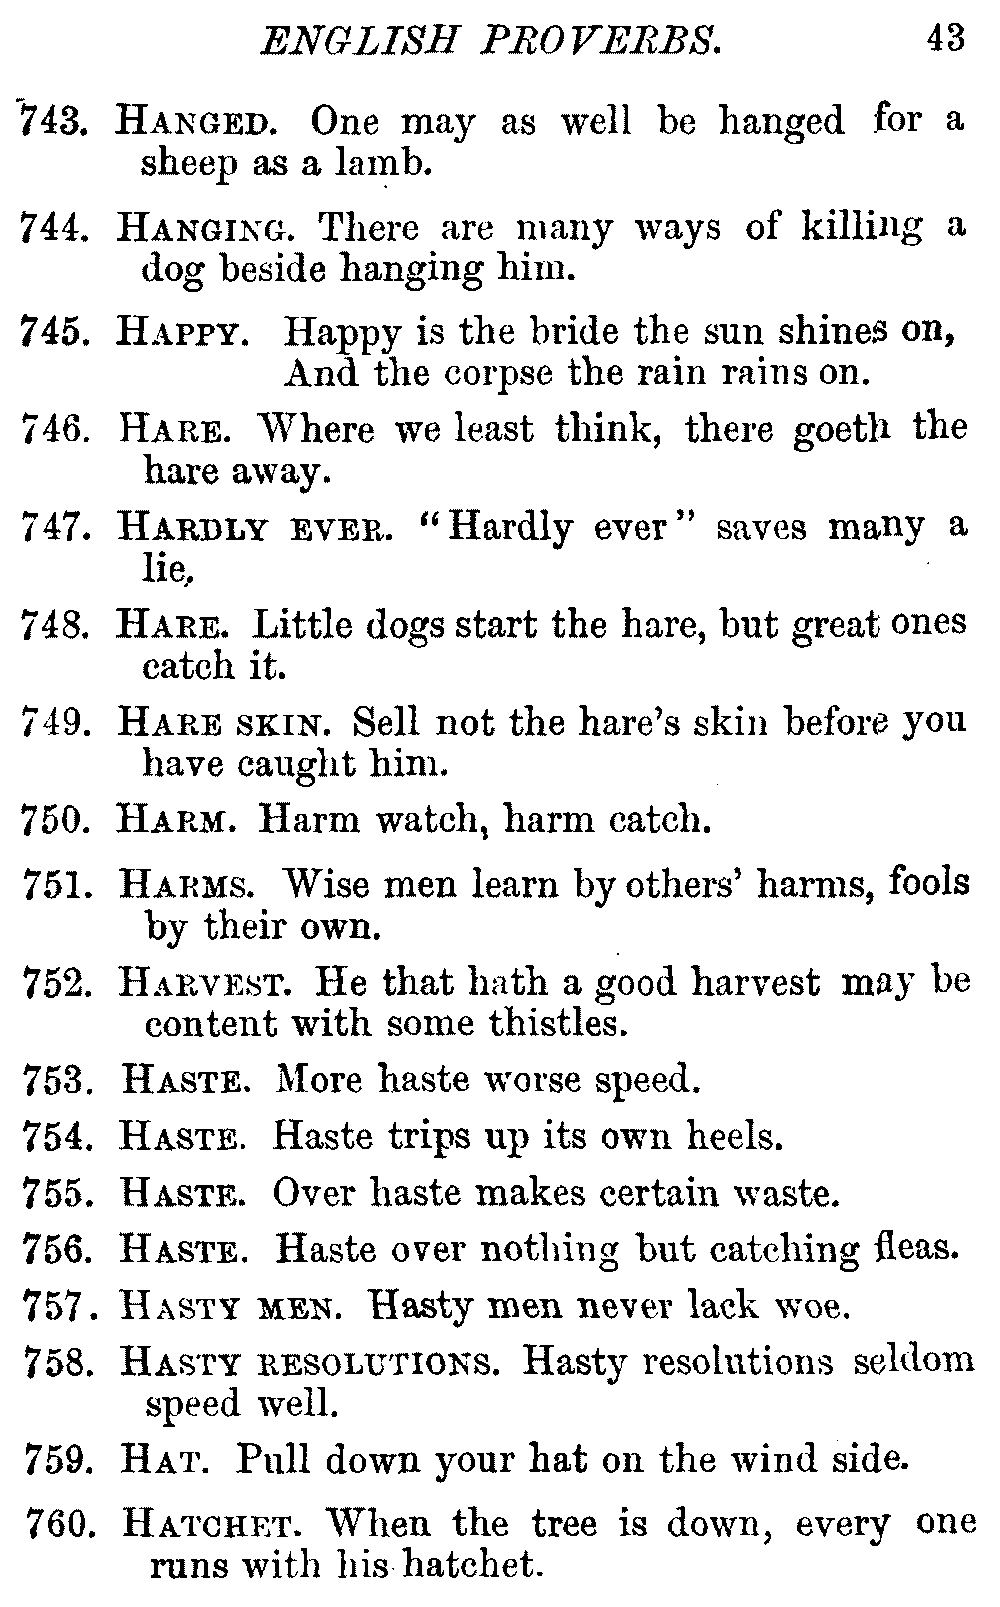 ENGLISH PROVERBS. 43
743. HANGED. One may as well be hanged for a
sheep as a lamb.
744. HANGING. There are many ways of killing a
dog beside hanging him.
745. HAPPY. Happy is the bride the sun shines on,
And the corpse the rain rains on.
746. HARE. Where we least think, there goeth the
hare away.
747. HARDLY EVER. “Hardly ever” saves many a
lie.
748. HARE. Little dogs start the hare, but great ones
catch it.
749. HARE SKIN. Sell not the hare’s skin before you
have caught him.
750. HARM. Harm watch, harm catch.
751. HARMS. Wise men learn by others’ harms, fools
by their own.
752. HARVEST. He that hath a good harvest may be
content with some thistles.
753. HASTE. More haste worse speed.
754. HASTE. Haste trips up its own heels.
755. HASTE. Over haste makes certain waste.
756. HASTE. Haste over nothing but catching fleas.
757. HASTY MEN. Hasty men never lack woe.
758. HASTY RESOLUTIONS. Hasty resolutions seldom
speed well.
759. HAT. Pull down your hat on the wind side.
760. HATCHET. When the tree is down, every one
runs with his hatchet.